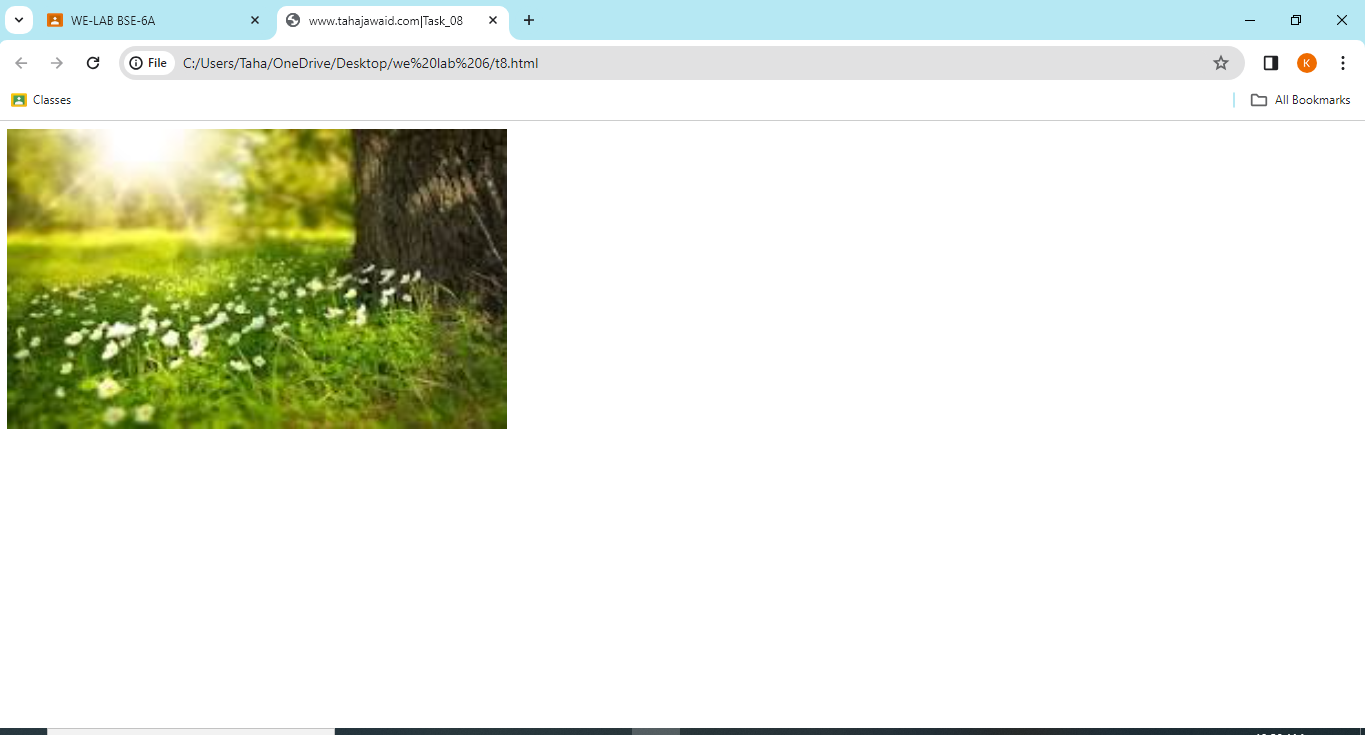 WE-LAB BSE-6A
www.tahajawaid.com|Task_08
File
C:/Users/Taha/OneDrive/Desktop/we%20lab%206/t8.html
K
Classes
All Bookmarks